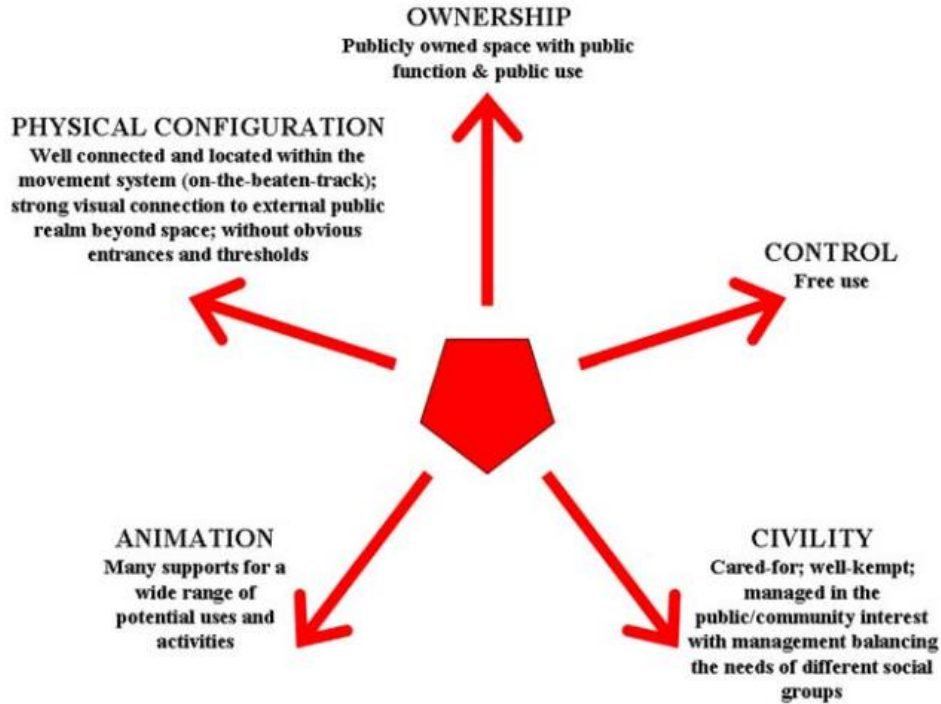 OWNERSHIP
Publicly owned space with public
function & public use
PHYSICAL CONFIGURATION
Well connected and located within the
movement system (on-the-beaten-track);
strong visual connection to external public
realm beyond space; without obvious
entrances and thresholds
CONTROL
Free use
ANIMATION
Many supports for a
wide range of
potential uses and
activities
CIVILITY
Cared-for; well-kempt;
managed in the
public/community interest
with management balancing
the needs of different social
groups